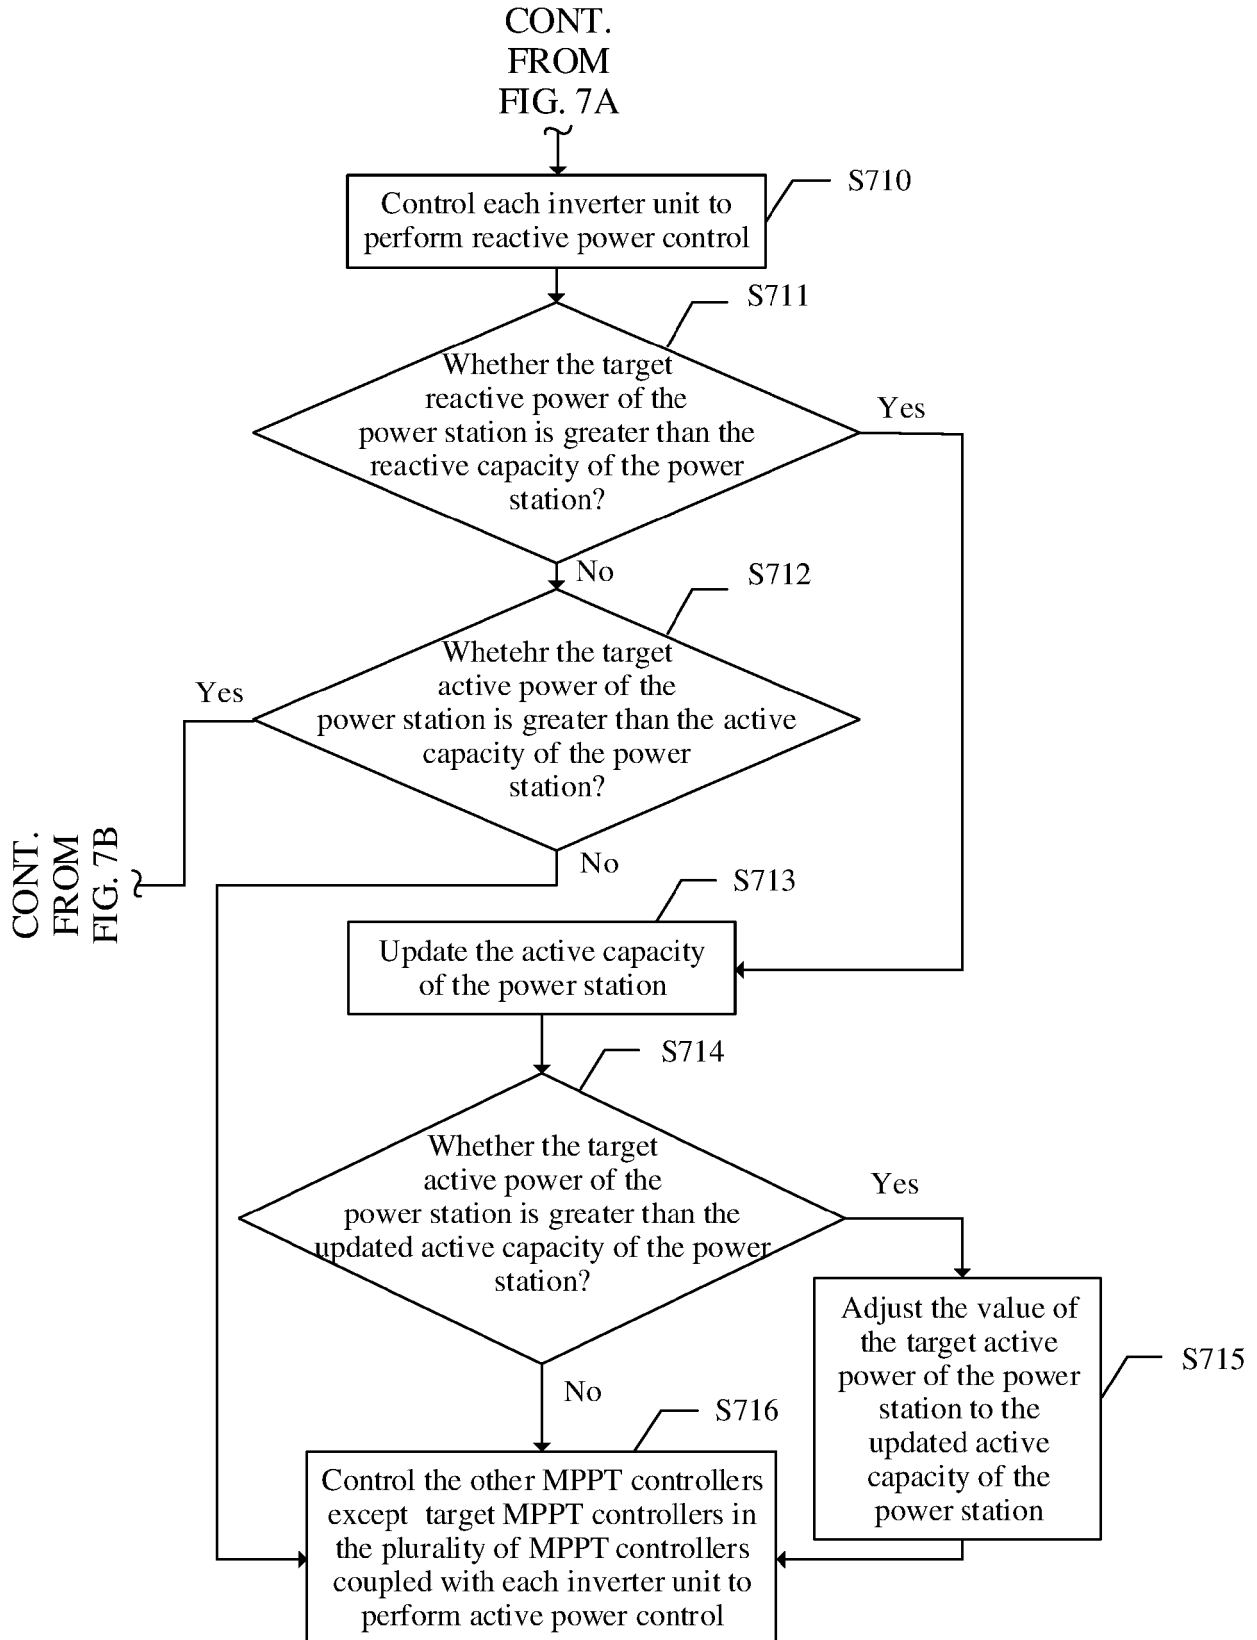 CONT.
FROM
FIG. 7A
Control each inverter unit to
perform reactive power control
S710
S711
Whether the target
reactive power of the
power station is greater than the
reactive capacity of the power
station?
Yes
No
S712
Whetehr the target
active power of the
power station is greater than the active
capacity of the power
station?
Yes
CONT.
FROM
FIG. 7B
No
S713
Update the active capacity
of the power station
S714
Whether the target
active power of the
power station is greater than the
updated active capacity of the power
station?
Yes
No
Adjust the value of
the target active
power of the power
station to the
updated active
capacity of the
power station
S715
S716
Control the other MPPT controllers
except target MPPT controllers in
the plurality of MPPT controllers
coupled with each inverter unit to
perform active power control